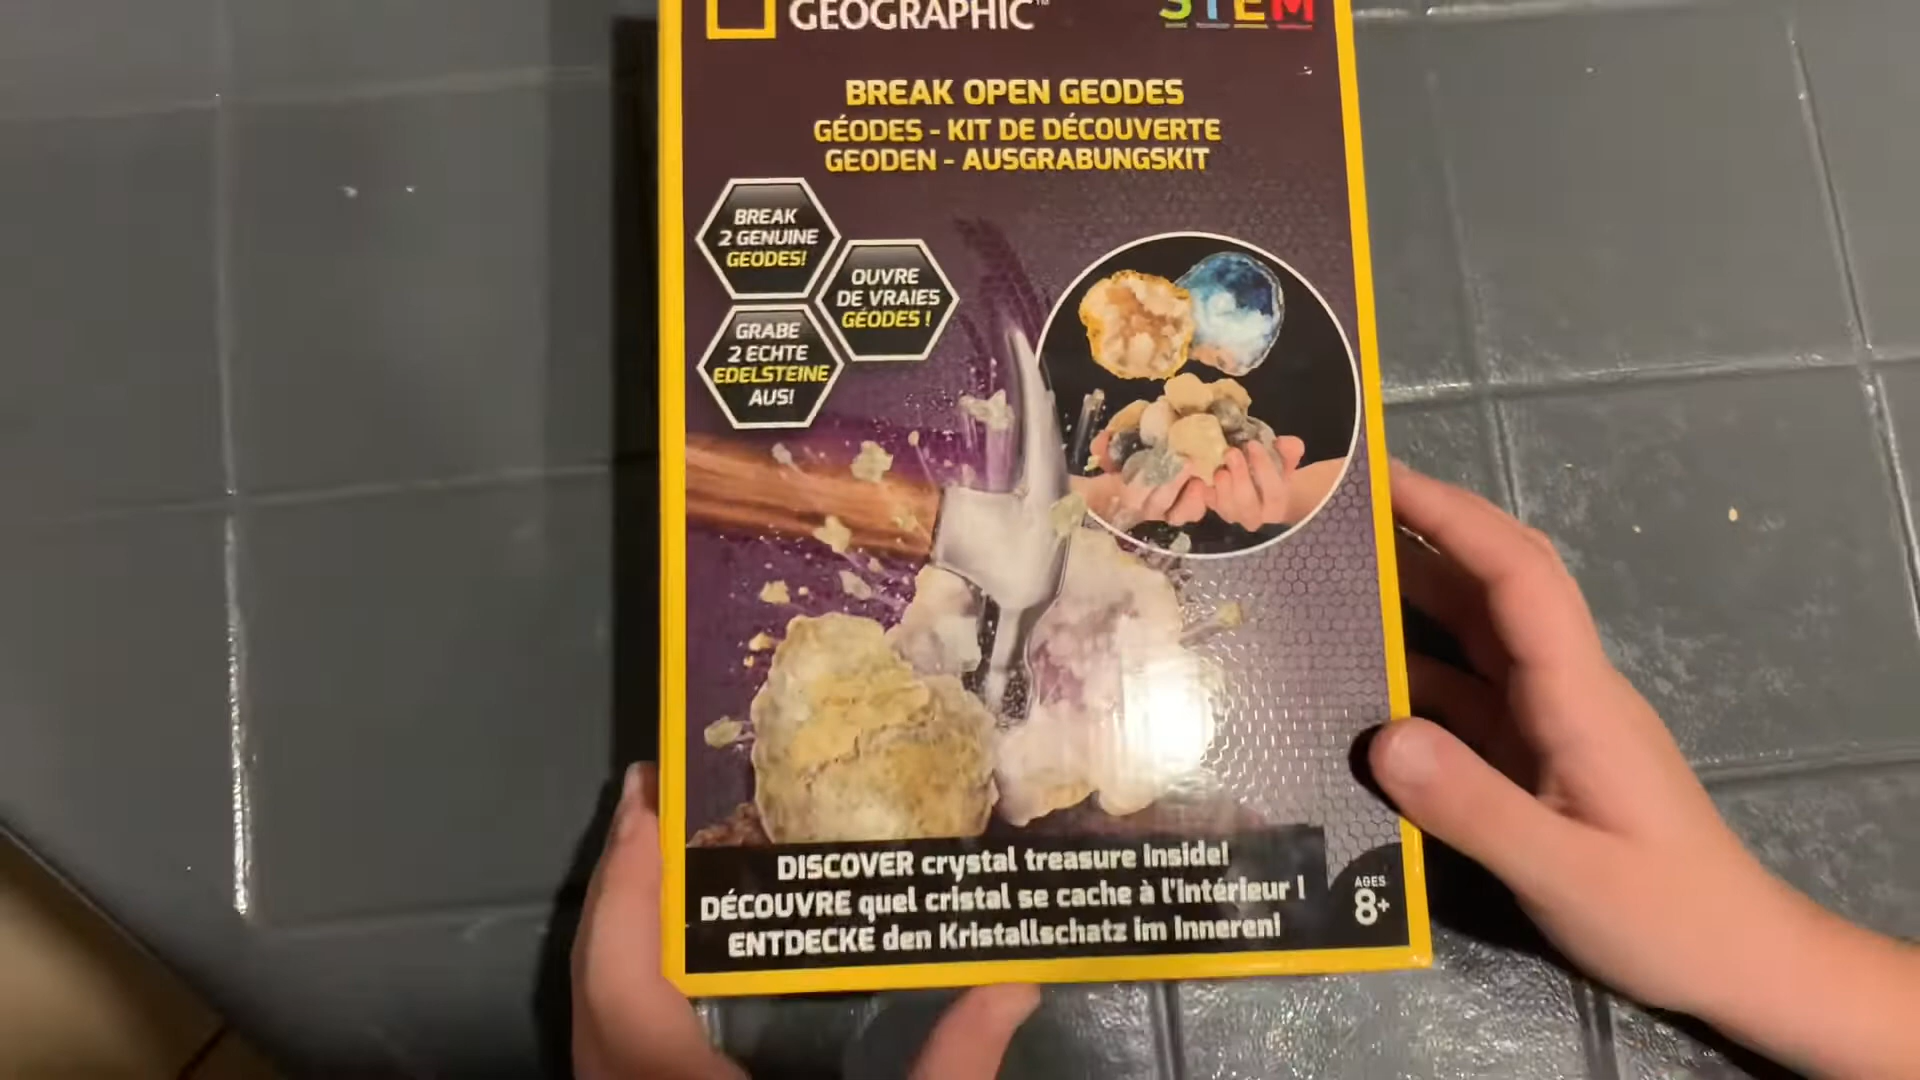 GEOGRAPHIC™
STEM
BREAK OPEN GEODES
GÉODES - KIT DE DÉCOUVERTE
GEODEN - AUSGRABUNGSKIT
BREAK
2 GENUINE
GEODES!
OUVRE
DE VRAIES
GÉODES !
GRABE
2 ECHTE
EDELSTEINE
AUS!
DISCOVER crystal treasure inside!
DÉCOUVRE quel cristal se cache à l'intérieur !
ENTDECKE den Kristallschatz im Inneren!
AGES
8+